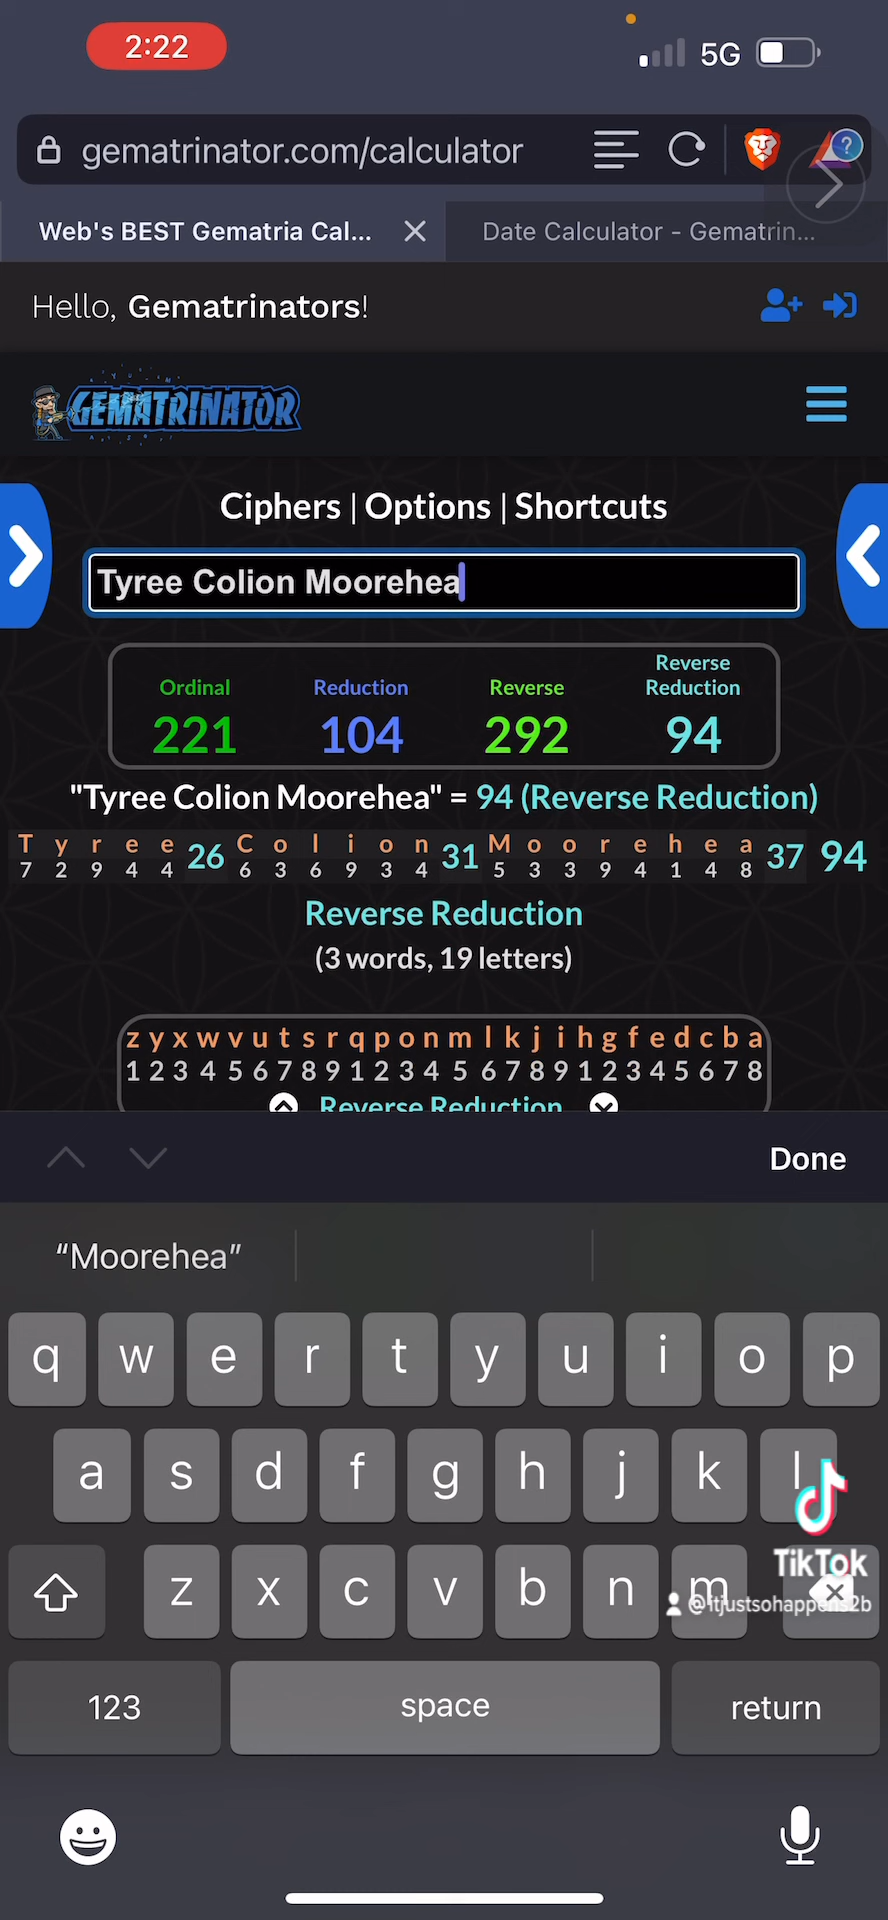 2:22
5G
gematrinator.com/calculator
?
Web's BEST Gematria Cal...
Date Calculator - Gematrin...
Hello, Gematrinators!
GEMATRINATOR
Ciphers | Options | Shortcuts
Tyree Colion Moorehea
Ordinal Reduction Reverse Reverse Reduction
221 104 292 94
"Tyree Colion Moorehea" = 94 (Reverse Reduction)
T y r e e 26 C o l i o n 31 M o o r e h e a 37 94
7 2 9 4 4 6 3 6 9 3 4 5 3 3 9 4 1 4 8
Reverse Reduction
(3 words, 19 letters)
z y x w v u t s r q p o n m l k j i h g f e d c b a
1 2 3 4 5 6 7 8 9 1 2 3 4 5 6 7 8 9 1 2 3 4 5 6 7 8
Reverse Reduction
Done
“Moorehea”
q w e r t y u i o p
a s d f g h j k l
TikTok
z x c v b n m
@itjustsohappens2b
123 space return